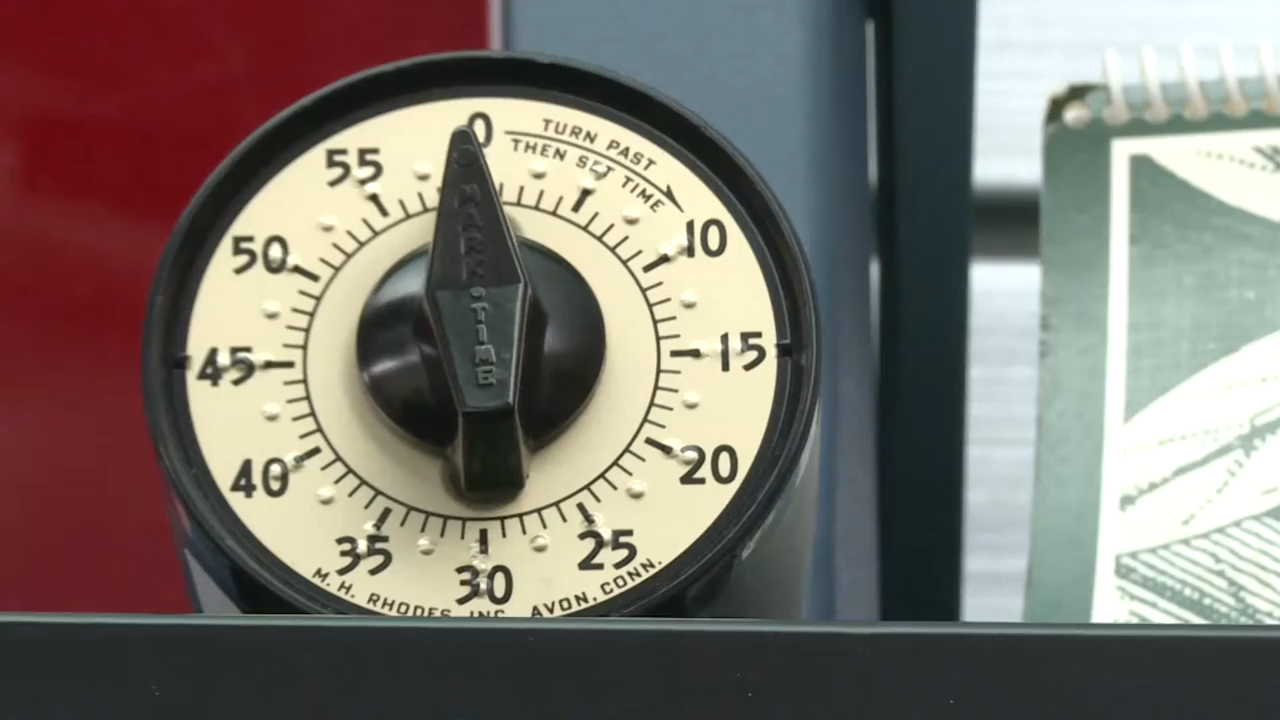 0
TURN PAST
THEN SET TIME
10
15
20
25
30
35
40
45
50
55
MARK·TIME
M. H. RHODES, INC. AVON, CONN.